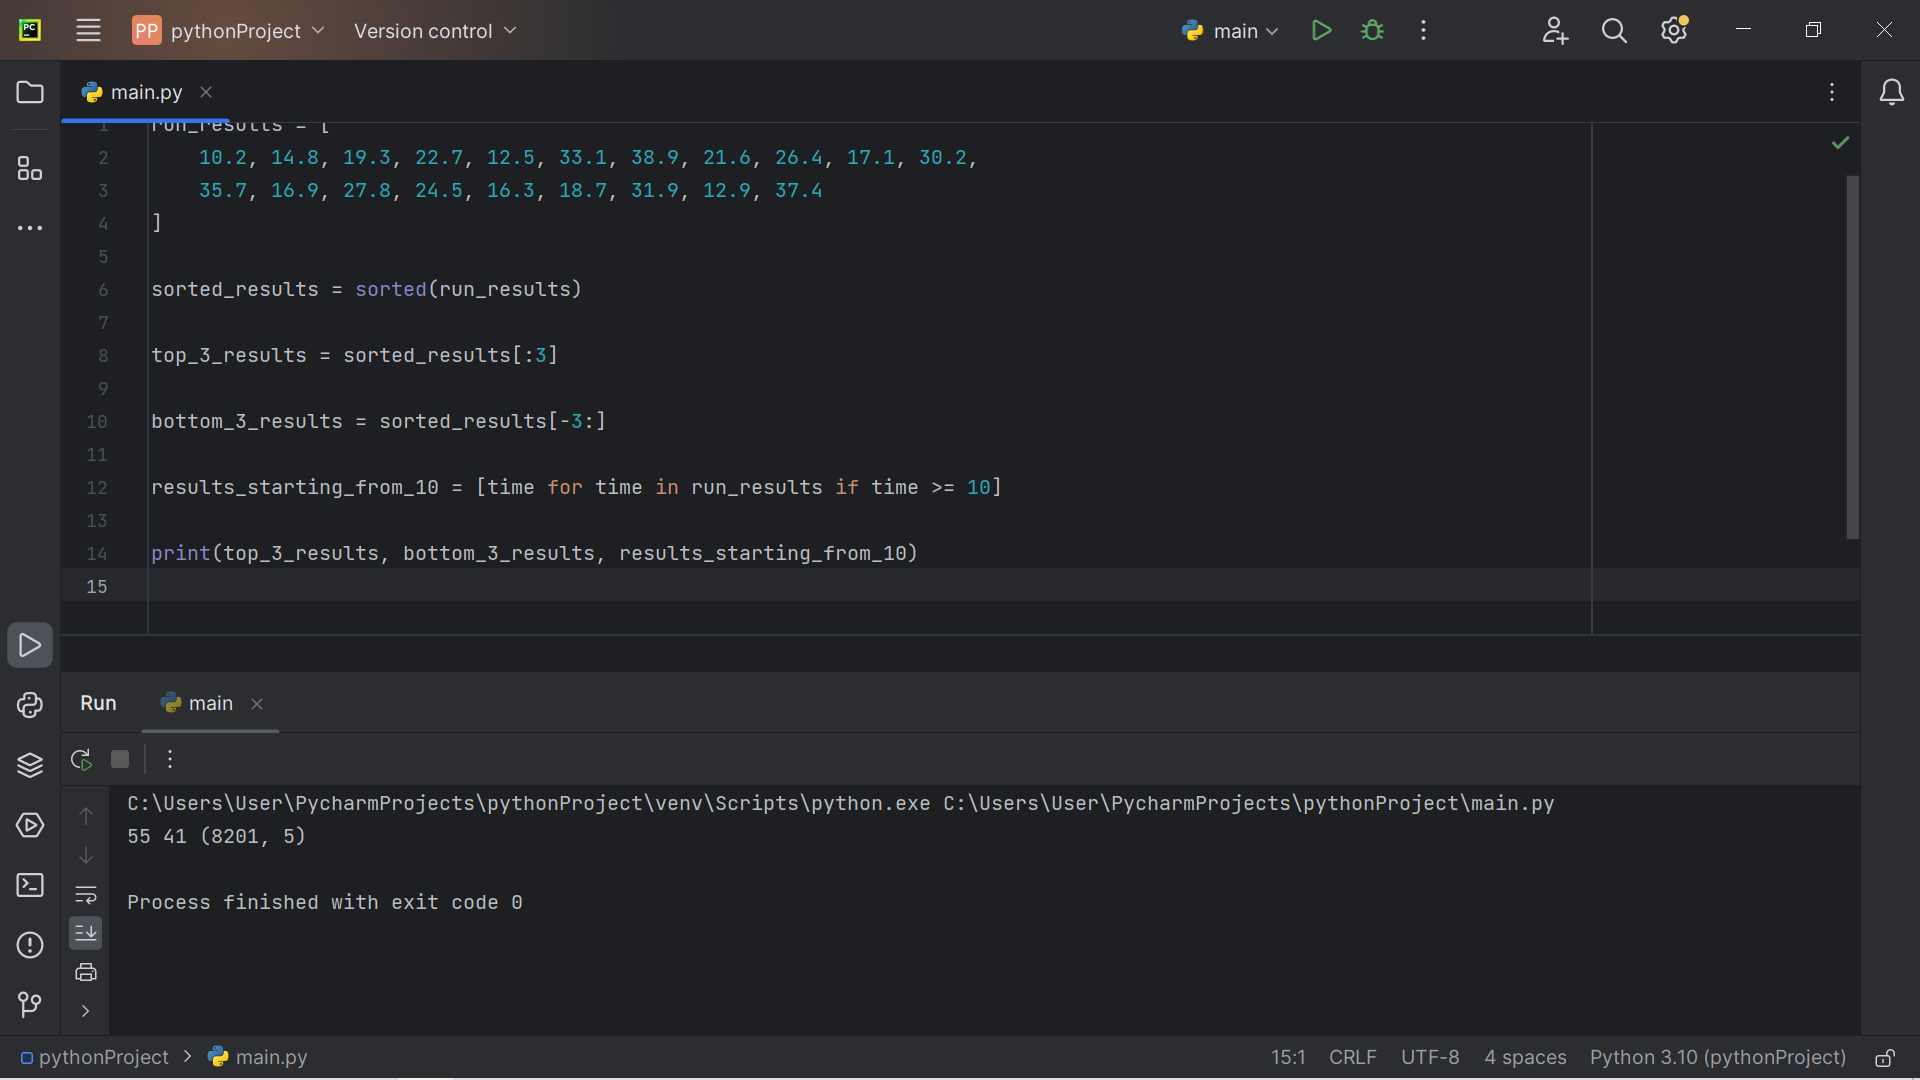 PC
PP pythonProject Version control main
main.py
1 run_results = [
2 10.2, 14.8, 19.3, 22.7, 12.5, 33.1, 38.9, 21.6, 26.4, 17.1, 30.2,
3 35.7, 16.9, 27.8, 24.5, 16.3, 18.7, 31.9, 12.9, 37.4
4 ]
5
6 sorted_results = sorted(run_results)
7
8 top_3_results = sorted_results[:3]
9
10 bottom_3_results = sorted_results[-3:]
11
12 results_starting_from_10 = [time for time in run_results if time >= 10]
13
14 print(top_3_results, bottom_3_results, results_starting_from_10)
15
Run main
C:\Users\User\PycharmProjects\pythonProject\venv\Scripts\python.exe C:\Users\User\PycharmProjects\pythonProject\main.py
55 41 (8201, 5)
Process finished with exit code 0
pythonProject > main.py 15:1 CRLF UTF-8 4 spaces Python 3.10 (pythonProject)